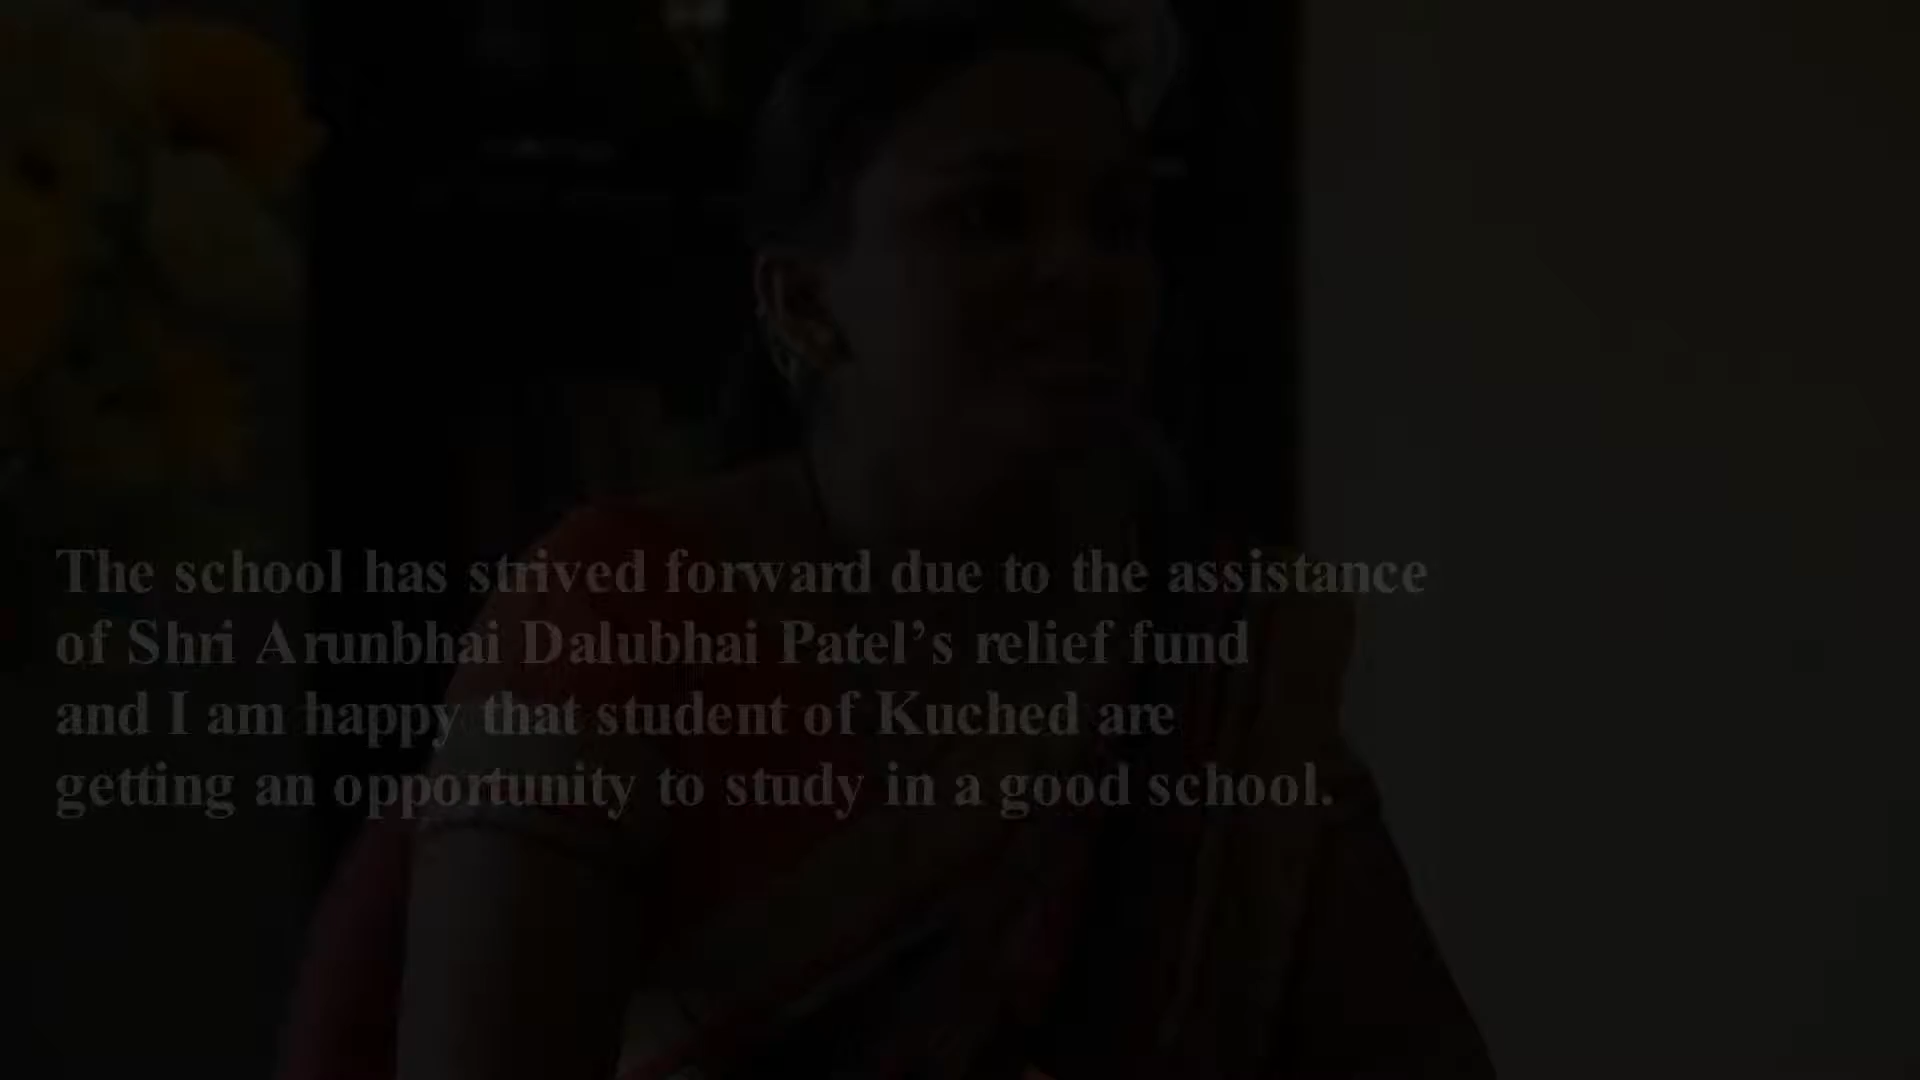 The school has strived forward due to the assistance
of Shri Arunbhai Dalubhai Patel’s relief fund
and I am happy that student of Kuched are
getting an opportunity to study in a good school.